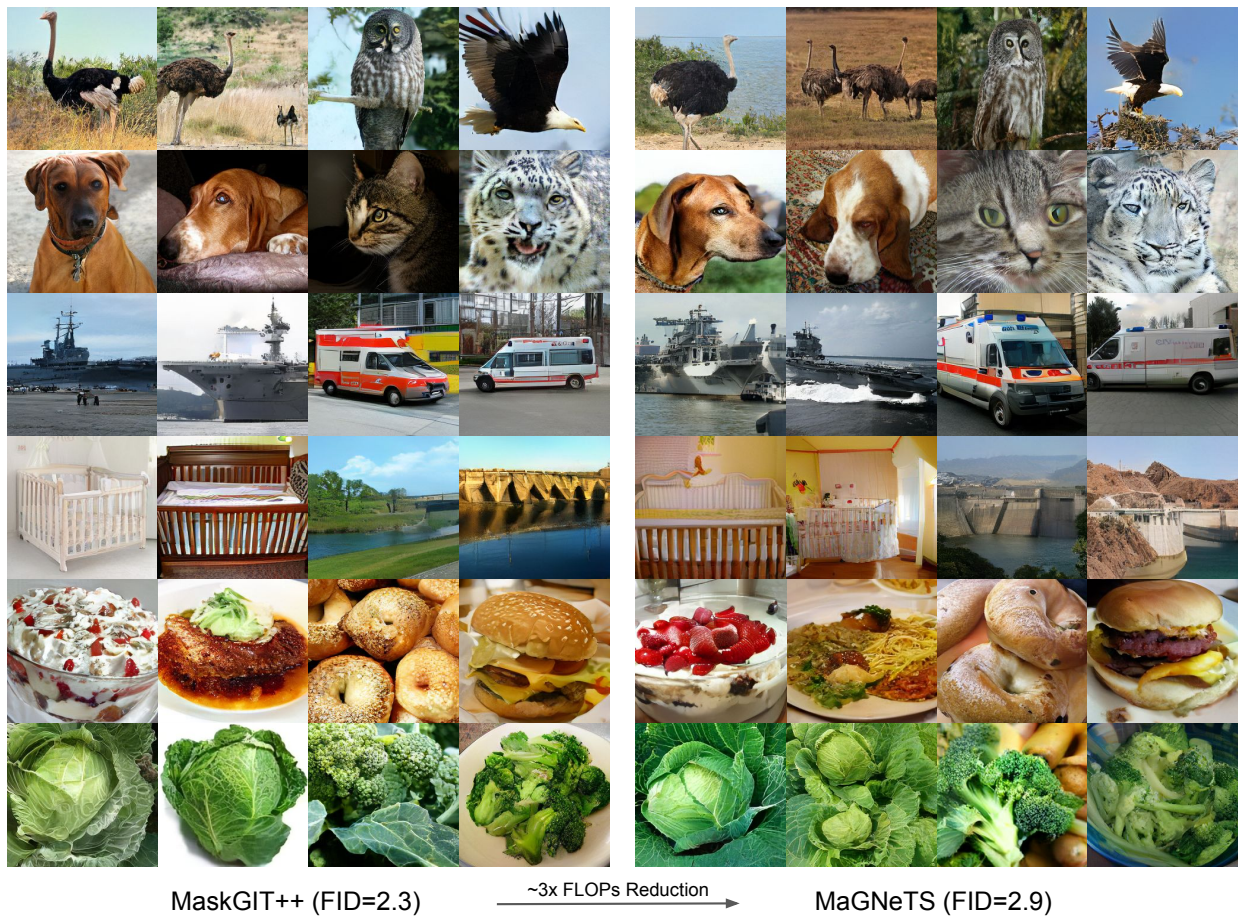 MaskGIT++ (FID=2.3)
~3x FLOPs Reduction
MaGNeTS (FID=2.9)